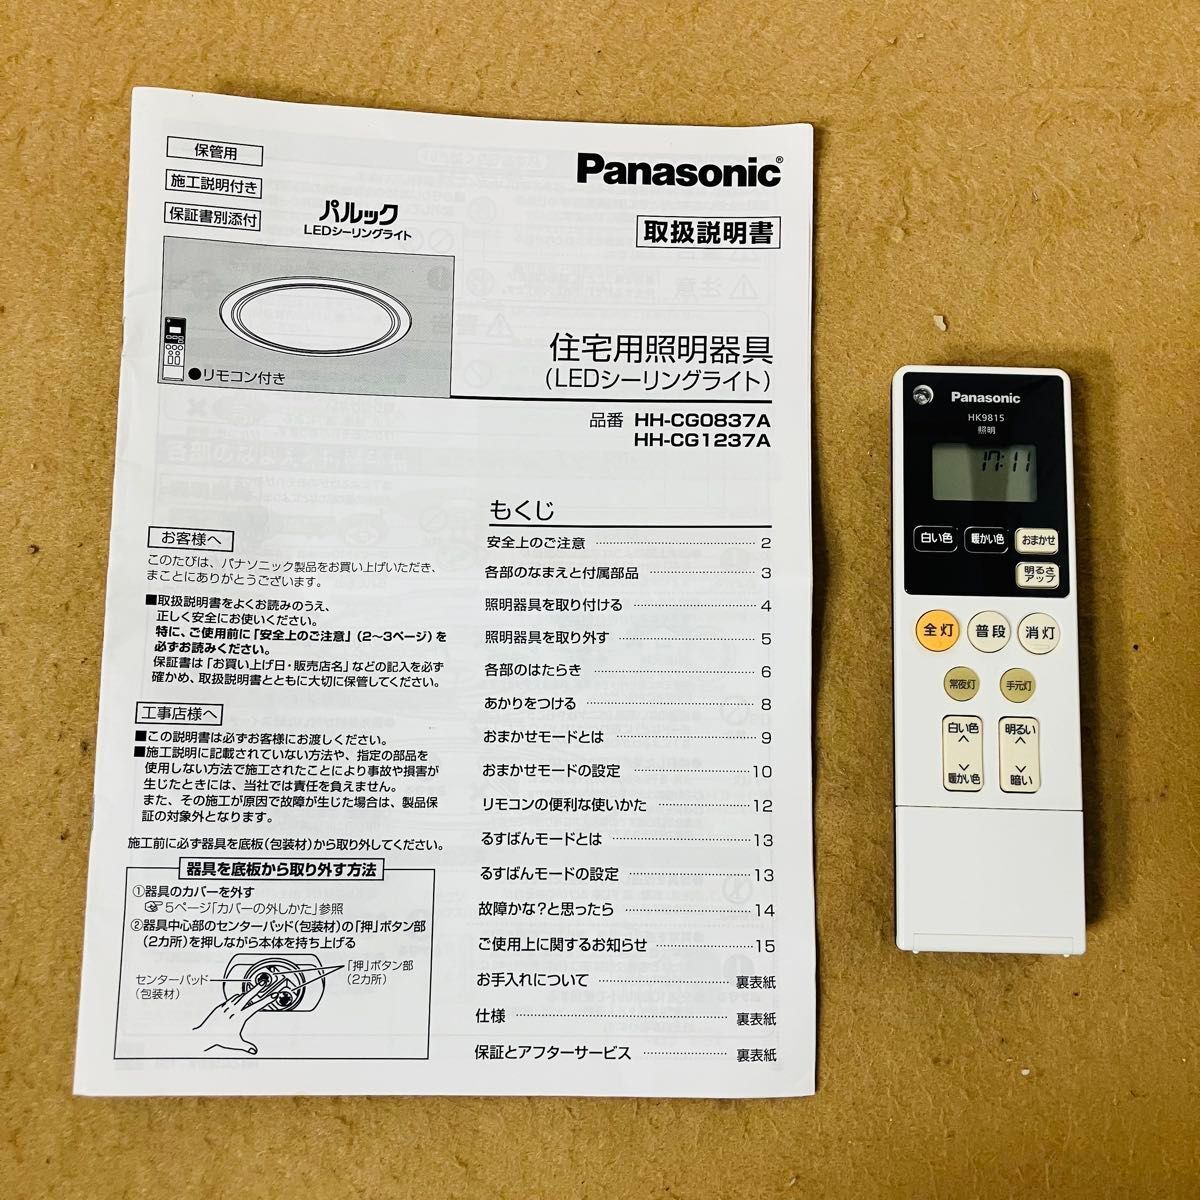 保管用
施工説明付き
保証書別添付
パルック
LEDシーリングライト
●リモコン付き
Panasonic®
取扱説明書
住宅用照明器具
(LEDシーリングライト)
品番 HH-CG0837A
HH-CG1237A
お客様へ
このたびは、パナソニック製品をお買い上げいただき、
まことにありがとうございます。
■取扱説明書をよくお読みのうえ、
正しく安全にお使いください。
特に、ご使用前に「安全上のご注意」(2~3ページ)を
必ずお読みください。
保証書は「お買い上げ日・販売店名」などの記入を必ず
確かめ、取扱説明書とともに大切に保管してください。
工事店様へ
■この説明書は必ずお客様にお渡しください。
■施工説明に記載されていない方法や、指定の部品を
使用しない方法で施工されたことにより事故や損害が
生じたときには、当社では責任を負えません。
また、その施工が原因で故障が生じた場合は、製品保
証の対象外となります。
施工前に必ず器具を底板(包装材)から取り外してください。
器具を底板から取り外す方法
①器具のカバーを外す
☞5ページ「カバーの外しかた」参照
②器具中心部のセンターパッド(包装材)の「押」ボタン部
(2カ所)を押しながら本体を持ち上げる
センターパッド
(包装材)
「押」ボタン部
(2カ所)
もくじ
安全上のご注意 2
各部のなまえと付属部品 3
照明器具を取り付ける 4
照明器具を取り外す 5
各部のはたらき 6
あかりをつける 8
おまかせモードとは 9
おまかせモードの設定 10
リモコンの便利な使いかた 12
るすばんモードとは 13
るすばんモードの設定 13
故障かな?と思ったら 14
ご使用上に関するお知らせ 15
お手入れについて 裏表紙
仕様 裏表紙
保証とアフターサービス 裏表紙
Panasonic
HK9815
照明
17:11
白い色 暖かい色 おまかせ
明るさ
アップ
全灯 普段 消灯
常夜灯 手元灯
白い色 明るい
暖かい色 暗い